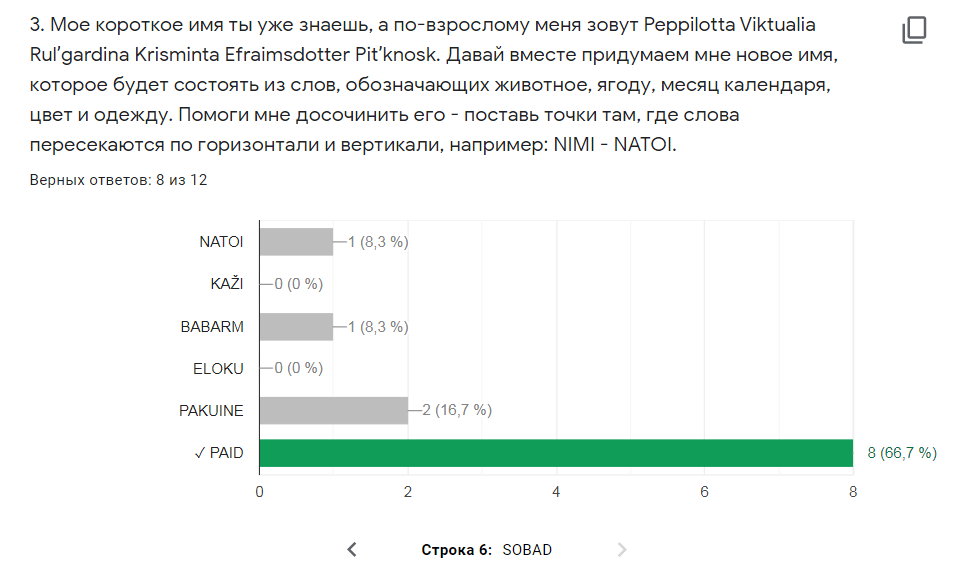 3. Мое короткое имя ты уже знаешь, а по-взрослому меня зовут Peppilotta Viktualia
Rul’gardina Krisminta Efraimsdotter Pit’knosk. Давай вместе придумаем мне новое имя,
которое будет состоять из слов, обозначающих животное, ягоду, месяц календаря,
цвет и одежду. Помоги мне досочинить его - поставь точки там, где слова
пересекаются по горизонтали и вертикали, например: NIMI - NATOI.
Верных ответов: 8 из 12
NATOI 1 (8,3 %)
KAŽI 0 (0 %)
BABARM 1 (8,3 %)
ELOKU 0 (0 %)
PAKUINE 2 (16,7 %)
✓ PAID 8 (66,7 %)
0 2 4 6 8
Строка 6: SOBAD